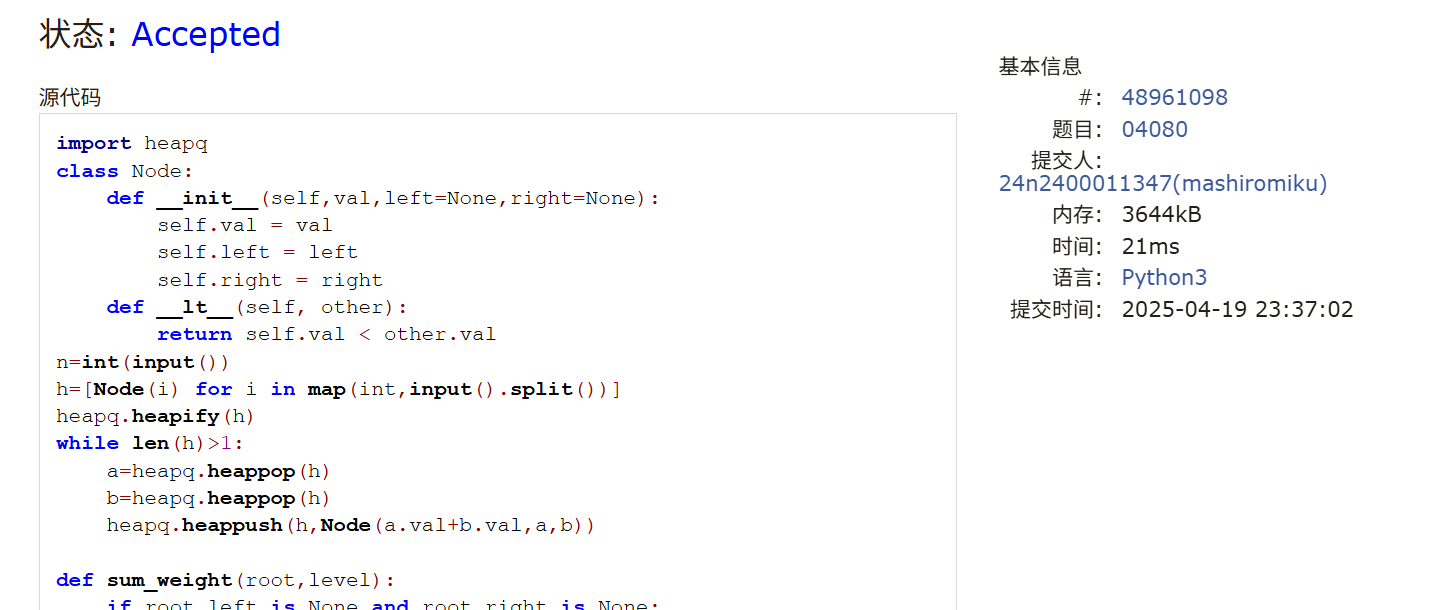 状态: Accepted
源代码
import heapq
class Node:
    def __init__(self,val,left=None,right=None):
        self.val = val
        self.left = left
        self.right = right
    def __lt__(self, other):
        return self.val < other.val
n=int(input())
h=[Node(i) for i in map(int,input().split())]
heapq.heapify(h)
while len(h)>1:
    a=heapq.heappop(h)
    b=heapq.heappop(h)
    heapq.heappush(h,Node(a.val+b.val,a,b))
def sum_weight(root,level):
    if root.left is None and root.right is None:
基本信息
#: 48961098
题目: 04080
提交人:
24n2400011347(mashiromiku)
内存: 3644kB
时间: 21ms
语言: Python3
提交时间: 2025-04-19 23:37:02